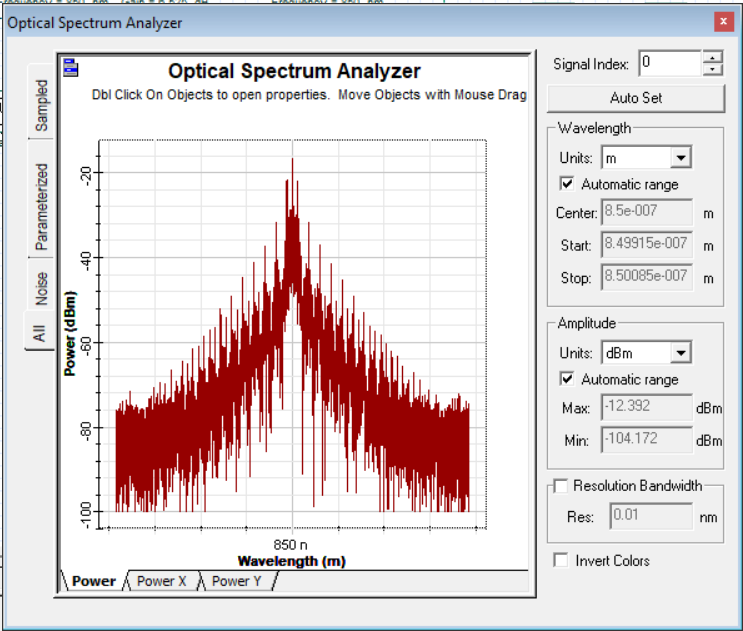 Optical Spectrum Analyzer
Sampled
Parameterized
Noise
All
Optical Spectrum Analyzer
Dbl Click On Objects to open properties. Move Objects with Mouse Drag
Power (dBm)
-20
-40
-60
-80
-100
850 n
Wavelength (m)
Power
Power X
Power Y
Signal Index: 0
Auto Set
Wavelength
Units: m
Automatic range
Center: 8.5e-007 m
Start: 8.49915e-007 m
Stop: 8.50085e-007 m
Amplitude
Units: dBm
Automatic range
Max: -12.392 dBm
Min: -104.172 dBm
Resolution Bandwidth
Res: 0.01 nm
Invert Colors